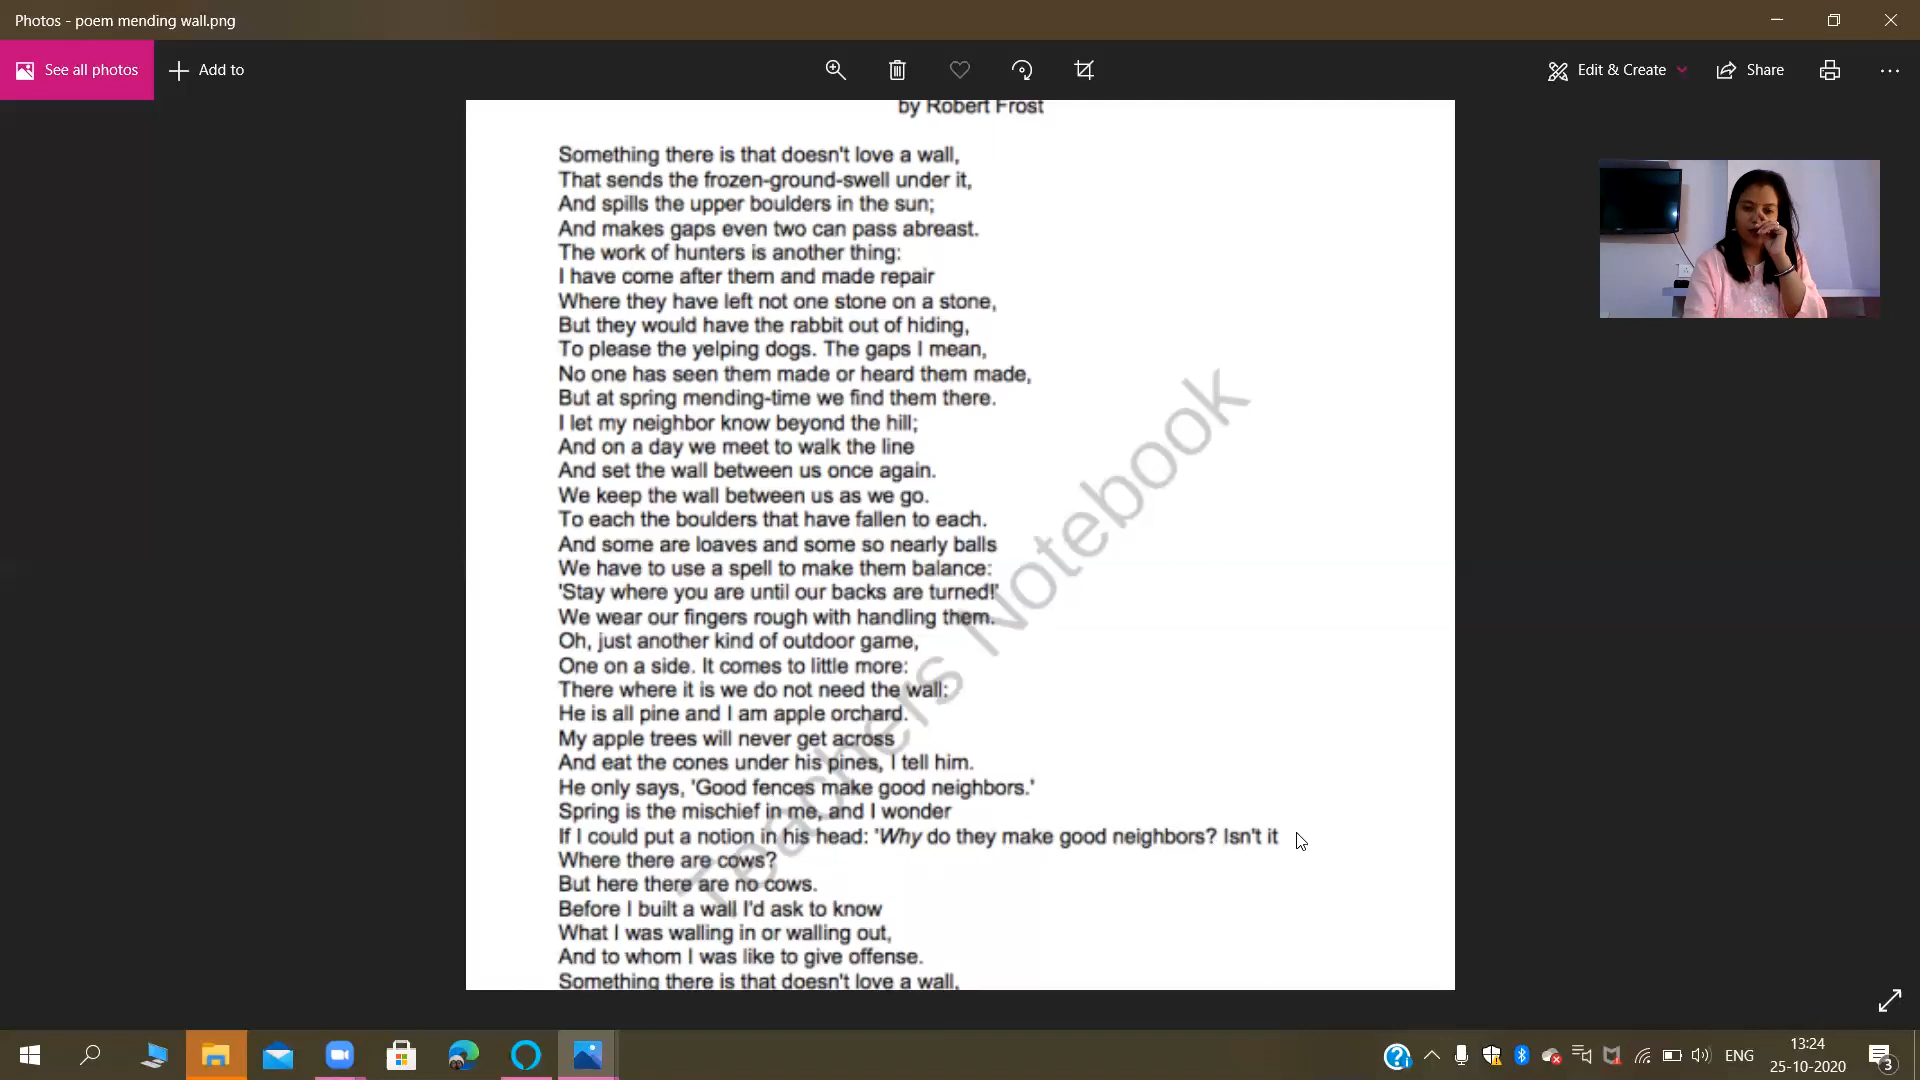 Photos - poem mending wall.png
See all photos
Add to
Edit & Create
Share
by Robert Frost
Something there is that doesn't love a wall,
That sends the frozen-ground-swell under it,
And spills the upper boulders in the sun;
And makes gaps even two can pass abreast.
The work of hunters is another thing:
I have come after them and made repair
Where they have left not one stone on a stone,
But they would have the rabbit out of hiding,
To please the yelping dogs. The gaps I mean,
No one has seen them made or heard them made,
But at spring mending-time we find them there.
I let my neighbor know beyond the hill;
And on a day we meet to walk the line
And set the wall between us once again.
We keep the wall between us as we go.
To each the boulders that have fallen to each.
And some are loaves and some so nearly balls
We have to use a spell to make them balance:
'Stay where you are until our backs are turned!'
We wear our fingers rough with handling them.
Oh, just another kind of outdoor game,
One on a side. It comes to little more:
There where it is we do not need the wall:
He is all pine and I am apple orchard.
My apple trees will never get across
And eat the cones under his pines, I tell him.
He only says, 'Good fences make good neighbors.'
Spring is the mischief in me, and I wonder
If I could put a notion in his head: 'Why do they make good neighbors? Isn't it
Where there are cows?
But here there are no cows.
Before I built a wall I'd ask to know
What I was walling in or walling out,
And to whom I was like to give offense.
Something there is that doesn't love a wall,
Teachers Notebook
ENG
13:24
25-10-2020
3